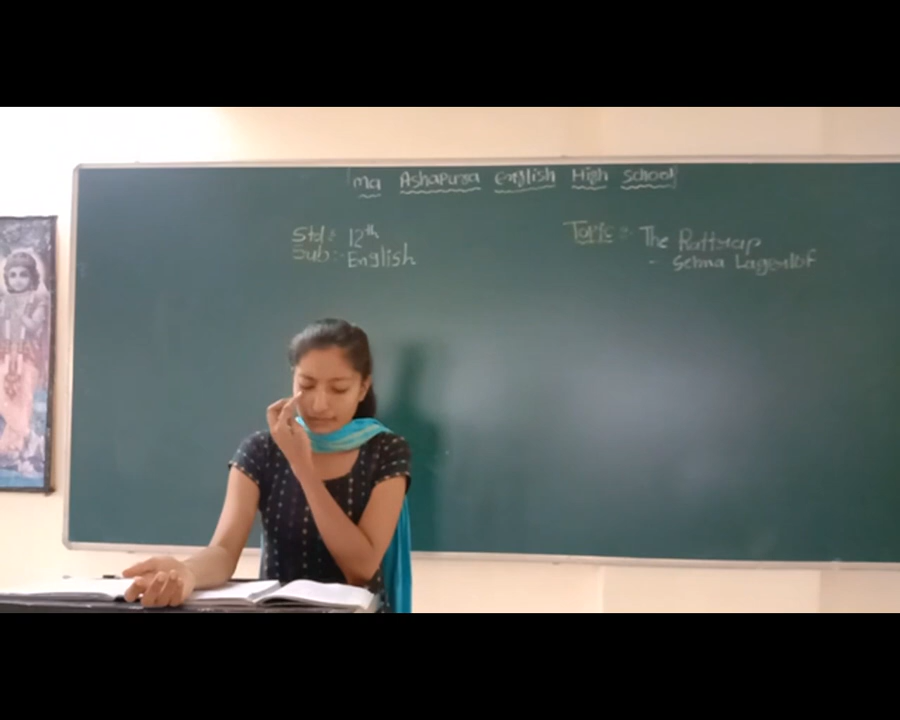 Ma Ashapura English High School
Std : 12th
Sub :- English
Topic :- The Rattrap
- Selma Lagerlof